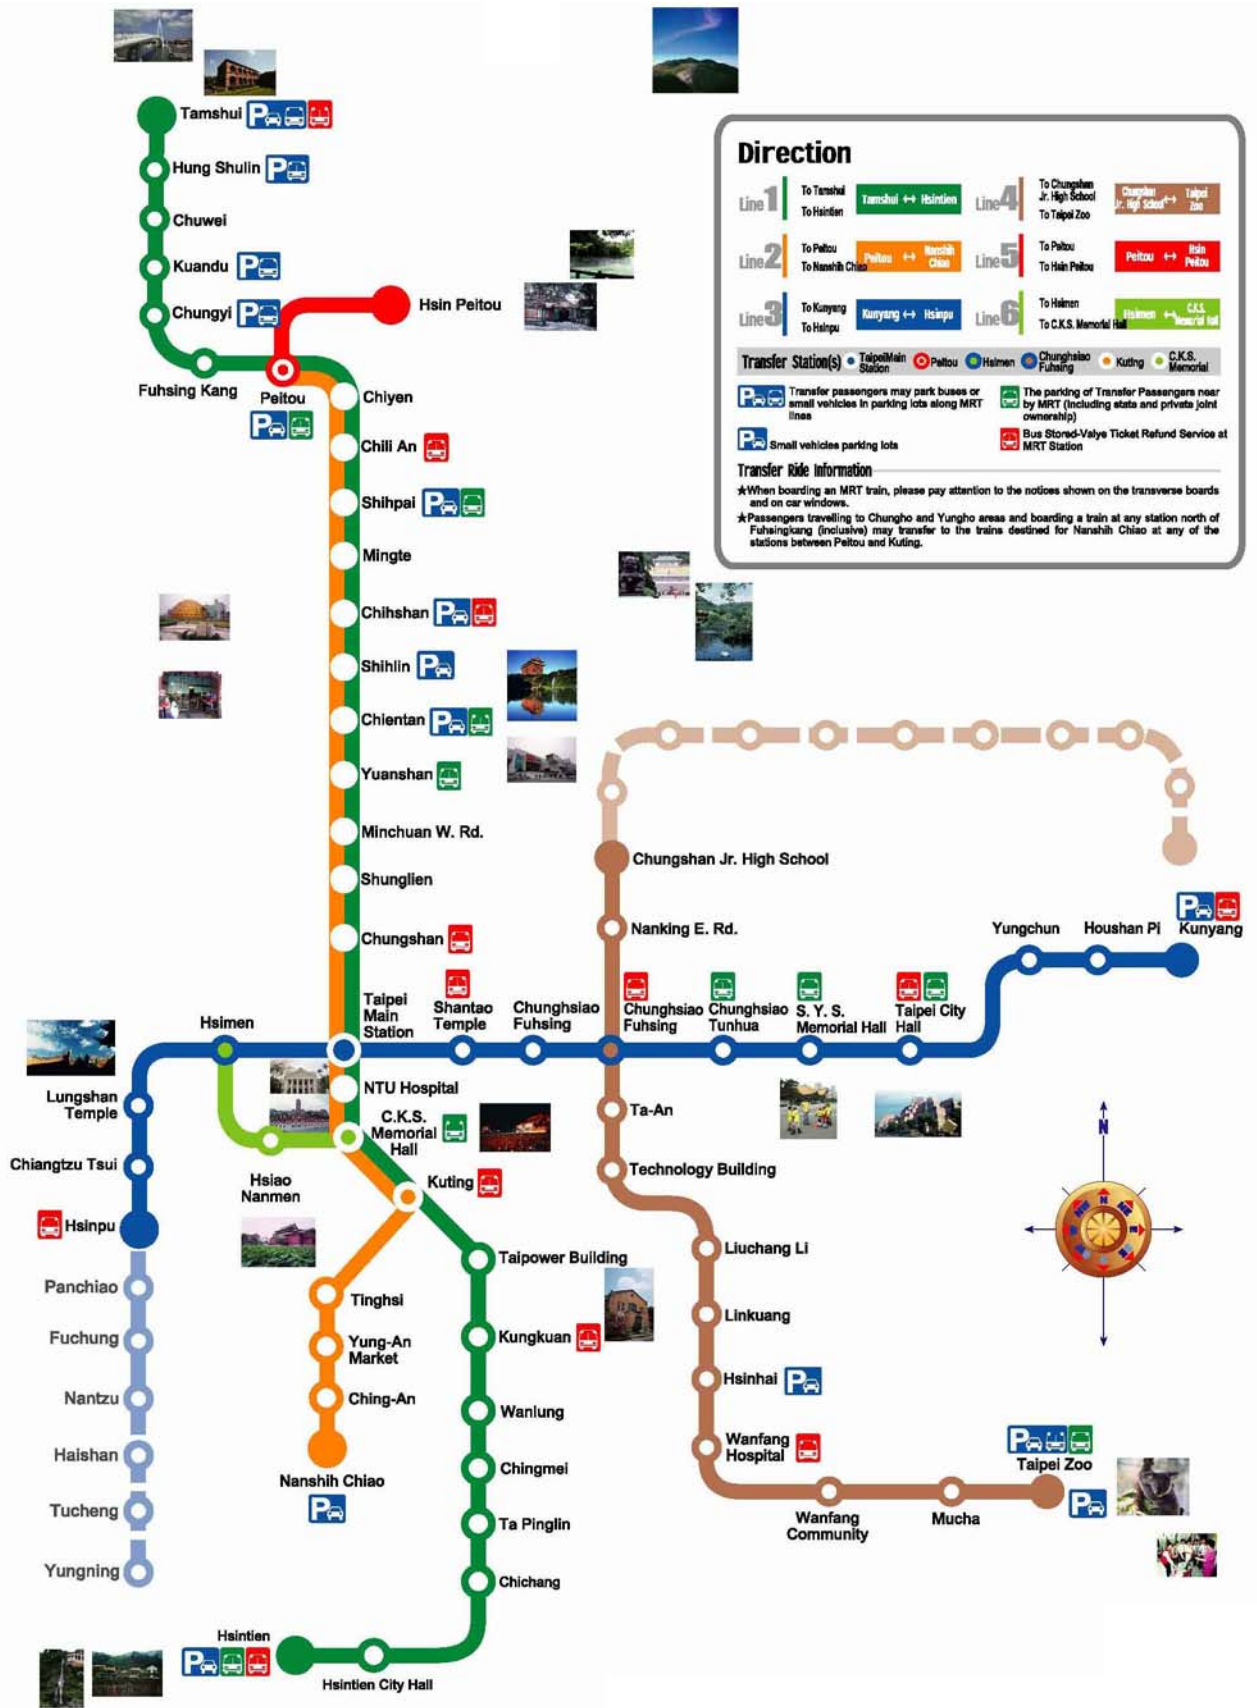 Tamshui
Hung Shulin
Chuwei
Kuandu
Chungyi
Fuhsing Kang
Peitou
Hsin Peitou
Direction
Line 1
To Tamshui
To Hsintien
Tamshui ↔ Hsintien
Line 2
To Peitou
To Nanshih Chiao
Peitou ↔ Nanshih
Chiao
Line 3
To Kunyang
To Hsinpu
Kunyang ↔ Hsinpu
Line 4
To Chungshan
Jr. High School
To Taipei Zoo
Chungshan
Jr. High School ↔ Taipei
Zoo
Line 5
To Peitou
To Hsin Peitou
Peitou ↔ Hsin
Peitou
Line 6
To Hsimen
To C.K.S. Memorial Hall
Hsimen ↔ C.K.S.
Memorial Hall
Transfer Station(s)
TaipeiMain
Station
Peitou
Hsimen
Chunghsiao
Fuhsing
Kuting
C.K.S.
Memorial
Transfer passengers may park buses or
small vehicles in parking lots along MRT
lines
Small vehicles parking lots
The parking of Transfer Passengers near
by MRT (including state and private joint
ownership)
Bus Stored-Valye Ticket Refund Service at
MRT Station
Transfer Ride Information
★When boarding an MRT train, please pay attention to the notices shown on the transverse boards
and on car windows.
★Passengers travelling to Chungho and Yungho areas and boarding a train at any station north of
Fuhsingkang (inclusive) may transfer to the trains destined for Nanshih Chiao at any of the
stations between Peitou and Kuting.
Chiyen
Chili An
Shihpai
Mingte
Chihshan
Shihlin
Chientan
Yuanshan
Minchuan W. Rd.
Shunglien
Chungshan
Taipei
Main
Station
Shantao
Temple
Chunghsiao
Fuhsing
Chunghsiao
Fuhsing
Chunghsiao
Tunhua
S. Y. S.
Memorial Hall
Taipei City
Hall
Yungchun
Houshan Pi
Kunyang
Chungshan Jr. High School
Nanking E. Rd.
Hsimen
Lungshan
Temple
Chiangtzu Tsui
Hsinpu
Panchiao
Fuchung
Nantzu
Haishan
Tucheng
Yungning
NTU Hospital
C.K.S.
Memorial
Hall
Hsiao
Nanmen
Kuting
Tinghsi
Yung-An
Market
Ching-An
Nanshih Chiao
Taipower Building
Kungkuan
Wanlung
Chingmei
Ta Pinglin
Chichang
Hsintien City Hall
Hsintien
Ta-An
Technology Building
Liuchang Li
Linkuang
Hsinhai
Wanfang
Hospital
Wanfang
Community
Mucha
Taipei Zoo
N